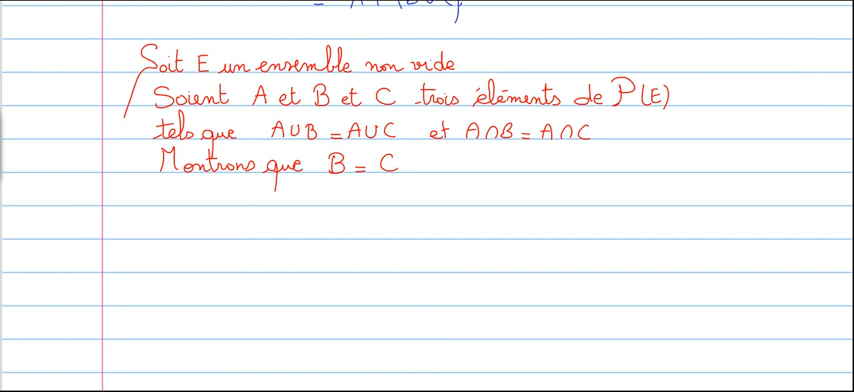 Soit E un ensemble non vide
Soient A et B et C trois éléments de P(E)
tels que A∪B = A∪C et A∩B = A∩C
Montrons que B = C